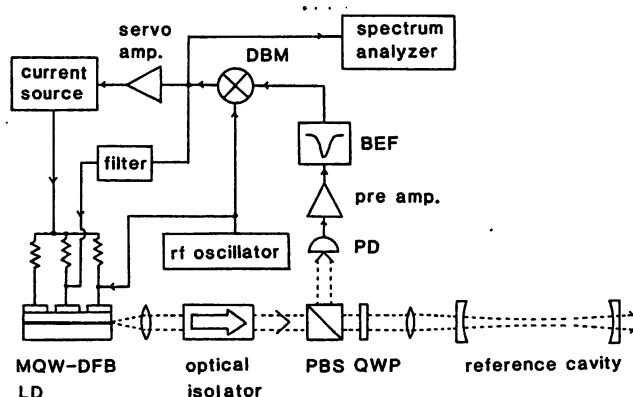 servo
amp.
DBM
spectrum
analyzer
current
source
BEF
filter
pre amp.
rf oscillator
PD
MQW-DFB
LD
optical
isolator
PBS QWP
reference cavity